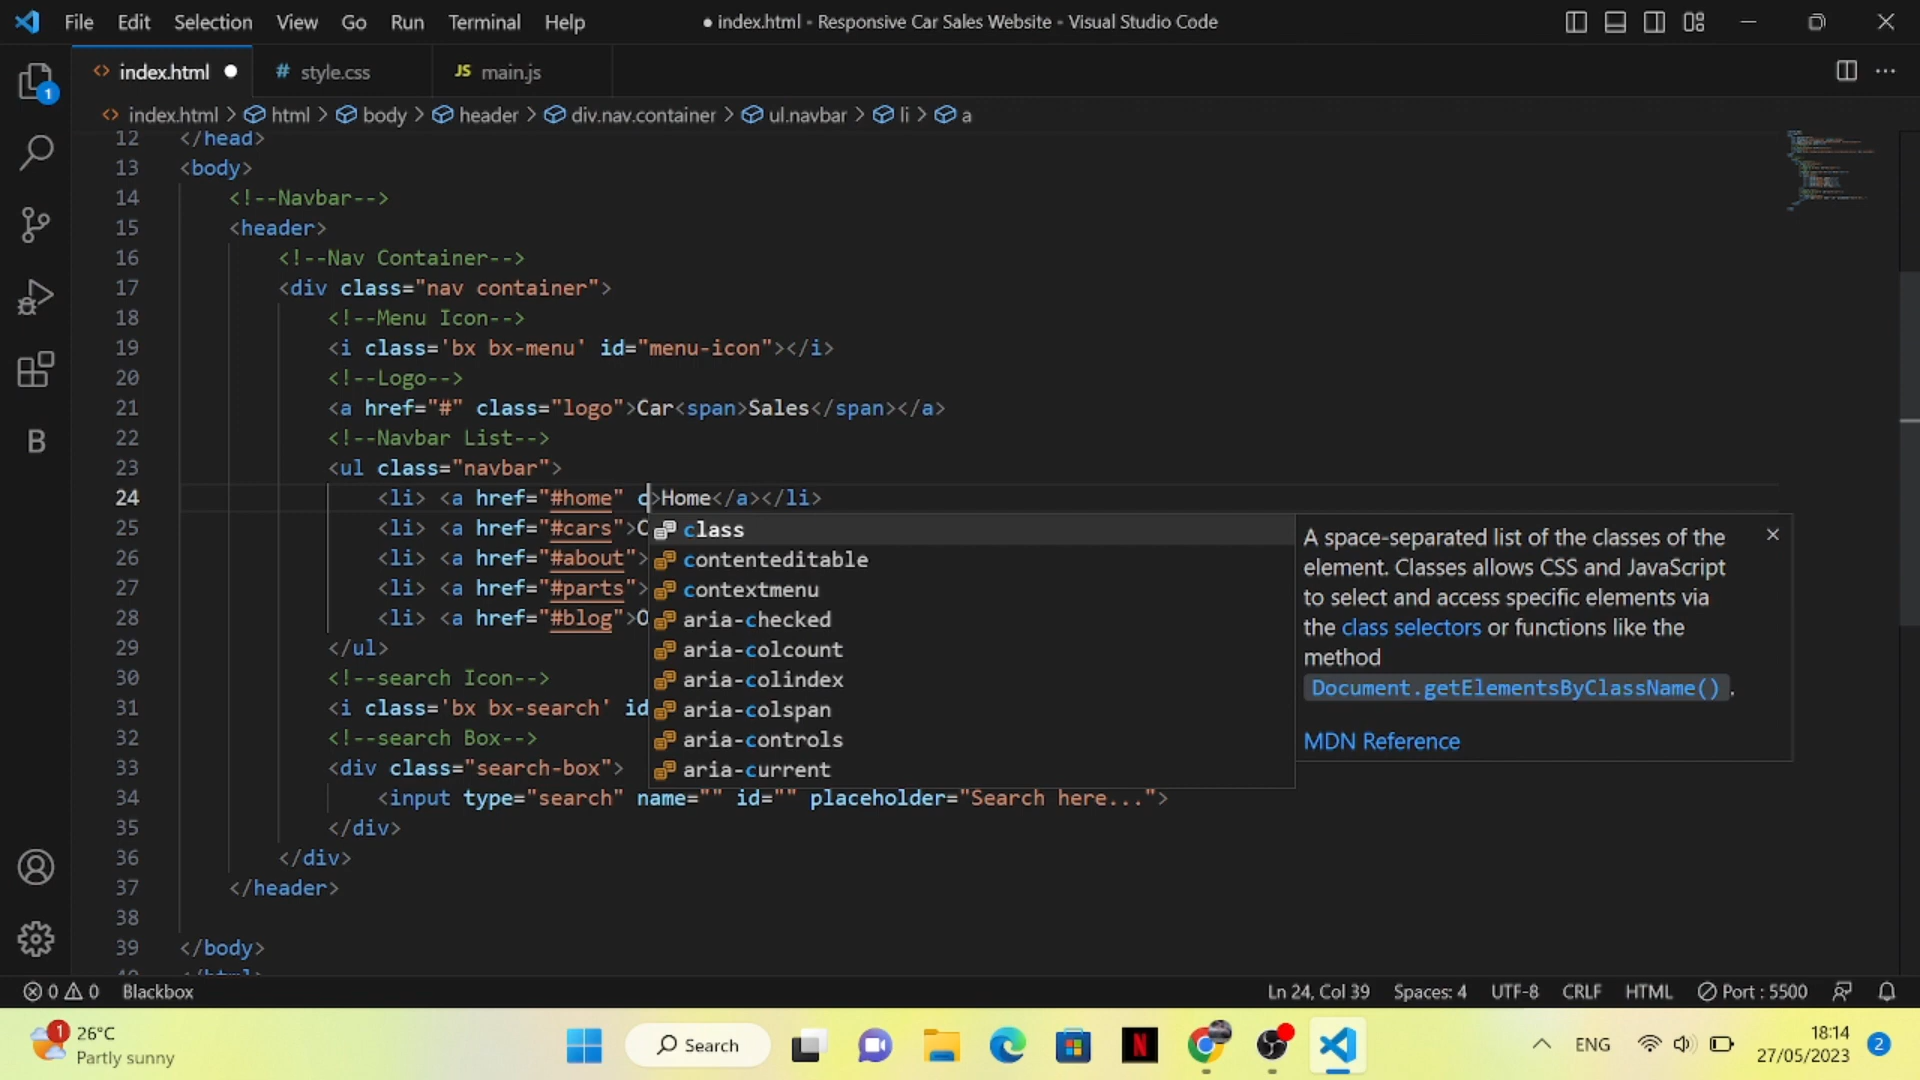 File Edit Selection View Go Run Terminal Help
● index.html - Responsive Car Sales Website - Visual Studio Code
index.html ●
# style.css
JS main.js
1
index.html > html > body > header > div.nav.container > ul.navbar > li > a
12 </head>
13 <body>
14 <!--Navbar-->
15 <header>
16 <!--Nav Container-->
17 <div class="nav container">
18 <!--Menu Icon-->
19 <i class='bx bx-menu' id="menu-icon"></i>
20 <!--Logo-->
21 <a href="#" class="logo">Car<span>Sales</span></a>
22 <!--Navbar List-->
23 <ul class="navbar">
24 <li> <a href="#home" c>Home</a></li>
25 <li> <a href="#cars">C
26 <li> <a href="#about">
27 <li> <a href="#parts">
28 <li> <a href="#blog">O
29 </ul>
30 <!--search Icon-->
31 <i class='bx bx-search' id
32 <!--search Box-->
33 <div class="search-box">
34 <input type="search" name="" id="" placeholder="Search here...">
35 </div>
36 </div>
37 </header>
38
39 </body>
B
class
contenteditable
contextmenu
aria-checked
aria-colcount
aria-colindex
aria-colspan
aria-controls
aria-current
A space-separated list of the classes of the
element. Classes allows CSS and JavaScript
to select and access specific elements via
the class selectors or functions like the
method
Document.getElementsByClassName() .
MDN Reference
0 0 Blackbox
Ln 24, Col 39 Spaces: 4 UTF-8 CRLF HTML Port : 5500
1
26°C
Partly sunny
Search
N
ENG
18:14
27/05/2023
2